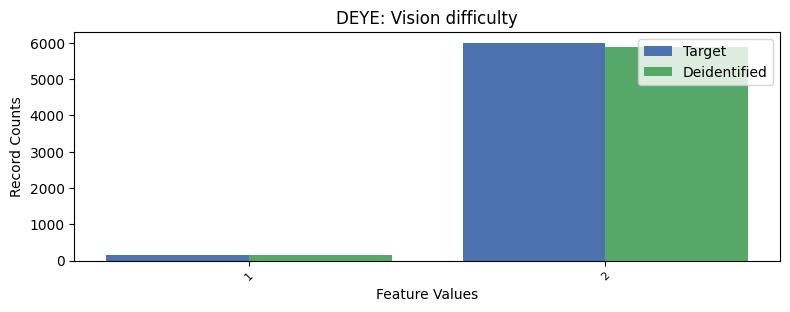 DEYE: Vision difficulty
Target
Deidentified
6000
5000
4000
3000
2000
1000
0
Record Counts
1
2
Feature Values